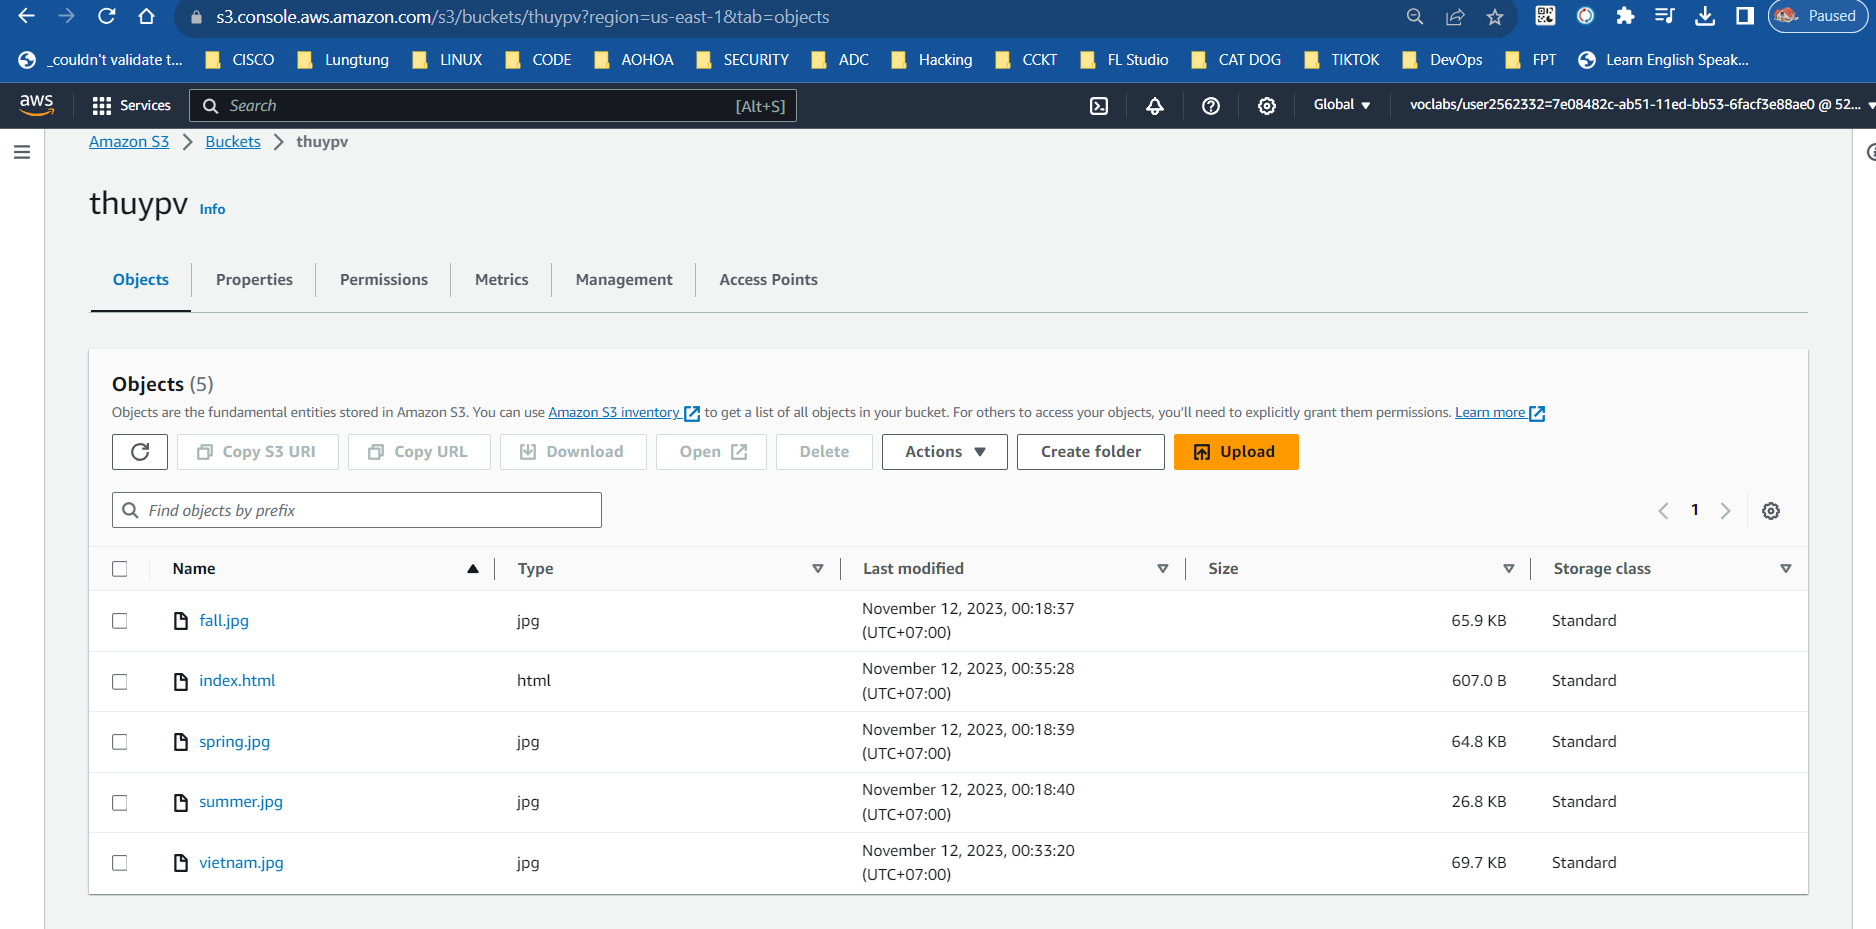 s3.console.aws.amazon.com/s3/buckets/thuypv?region=us-east-1&tab=objects
Paused
_couldn't validate t...
CISCO
Lungtung
LINUX
CODE
AOHOA
SECURITY
ADC
Hacking
CCKT
FL Studio
CAT DOG
TIKTOK
DevOps
FPT
Learn English Speak...
aws
Services
Search
[Alt+S]
Global
voclabs/user2562332=7e08482c-ab51-11ed-bb53-6facf3e88ae0 @ 52...
Amazon S3
Buckets
thuypv
thuypv
Info
Objects
Properties
Permissions
Metrics
Management
Access Points
Objects (5)
Objects are the fundamental entities stored in Amazon S3. You can use Amazon S3 inventory to get a list of all objects in your bucket. For others to access your objects, you'll need to explicitly grant them permissions. Learn more
Copy S3 URI
Copy URL
Download
Open
Delete
Actions
Create folder
Upload
Find objects by prefix
1
Name
Type
Last modified
Size
Storage class
fall.jpg
jpg
November 12, 2023, 00:18:37
(UTC+07:00)
65.9 KB
Standard
index.html
html
November 12, 2023, 00:35:28
(UTC+07:00)
607.0 B
Standard
spring.jpg
jpg
November 12, 2023, 00:18:39
(UTC+07:00)
64.8 KB
Standard
summer.jpg
jpg
November 12, 2023, 00:18:40
(UTC+07:00)
26.8 KB
Standard
vietnam.jpg
jpg
November 12, 2023, 00:33:20
(UTC+07:00)
69.7 KB
Standard